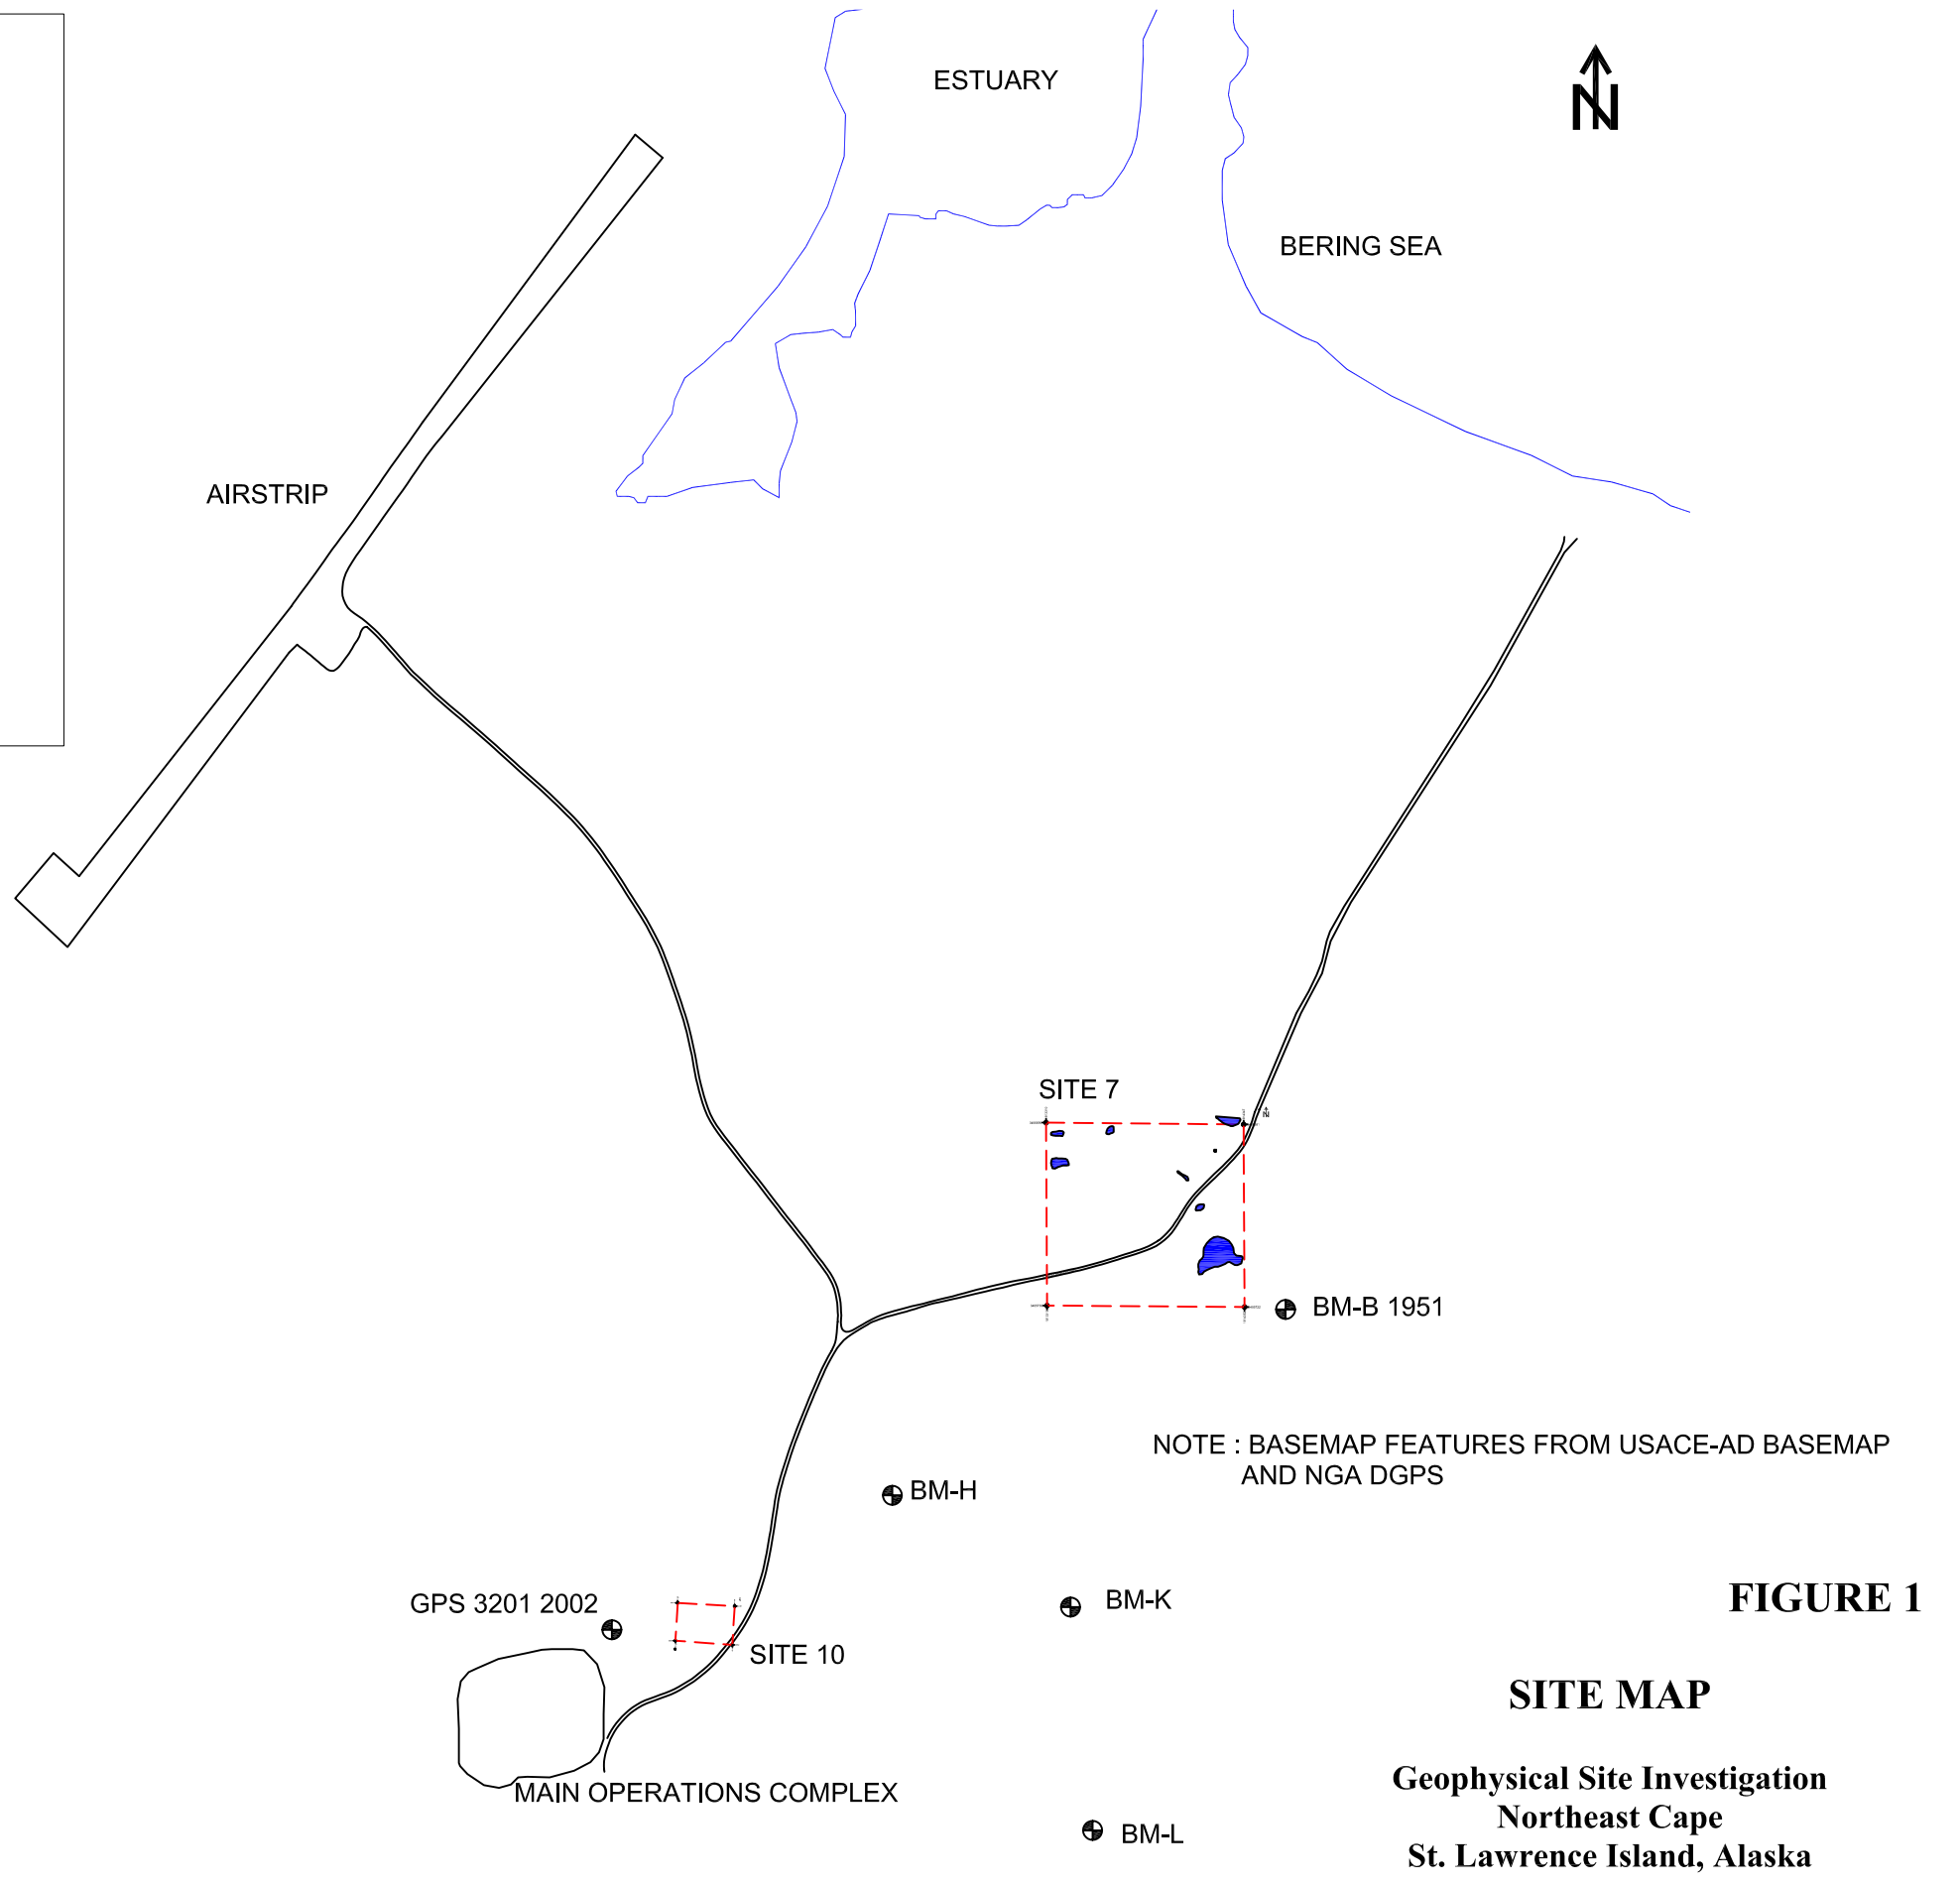 ESTUARY
N
BERING SEA
AIRSTRIP
SITE 7
BM-B 1951
NOTE : BASEMAP FEATURES FROM USACE-AD BASEMAP
AND NGA DGPS
BM-H
GPS 3201 2002
BM-K
FIGURE 1
SITE 10
SITE MAP
Geophysical Site Investigation
MAIN OPERATIONS COMPLEX
Northeast Cape
BM-L
St. Lawrence Island, Alaska